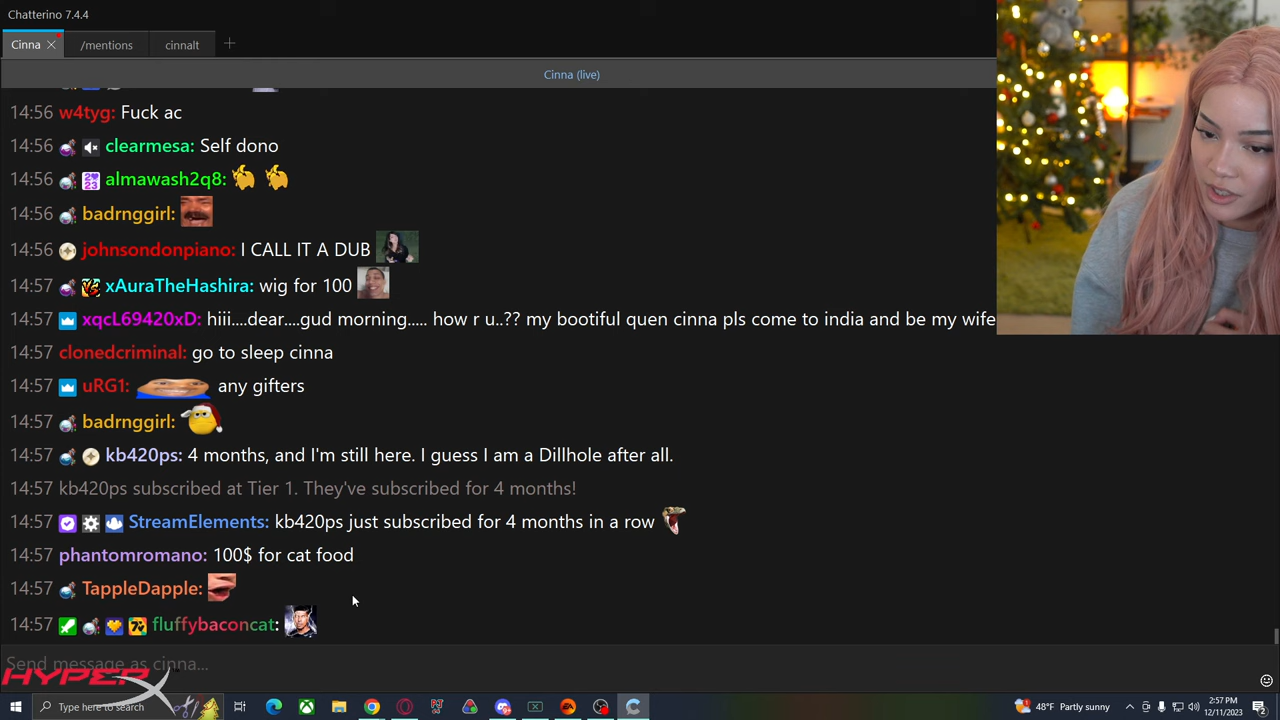 Chatterino 7.4.4
Cinna
/mentions
cinnalt
Cinna (live)
14:56 w4tyg: Fuck ac
14:56 clearmesa: Self dono
14:56 almawash2q8:
14:56 badrnggirl:
14:56 johnsondonpiano: I CALL IT A DUB
14:57 xAuraTheHashira: wig for 100
14:57 xqcL69420xD: hiii....dear....gud morning..... how r u..?? my bootiful quen cinna pls come to india and be my wife
14:57 clonedcriminal: go to sleep cinna
14:57 uRG1: any gifters
14:57 badrnggirl:
14:57 kb420ps: 4 months, and I'm still here. I guess I am a Dillhole after all.
14:57 kb420ps subscribed at Tier 1. They've subscribed for 4 months!
14:57 StreamElements: kb420ps just subscribed for 4 months in a row
14:57 phantomromano: 100$ for cat food
14:57 TappleDapple:
14:57 fluffybaconcat:
Send message as cinna...
HYPERX
Type here to search
48°F Partly sunny
2:57 PM
12/11/2023